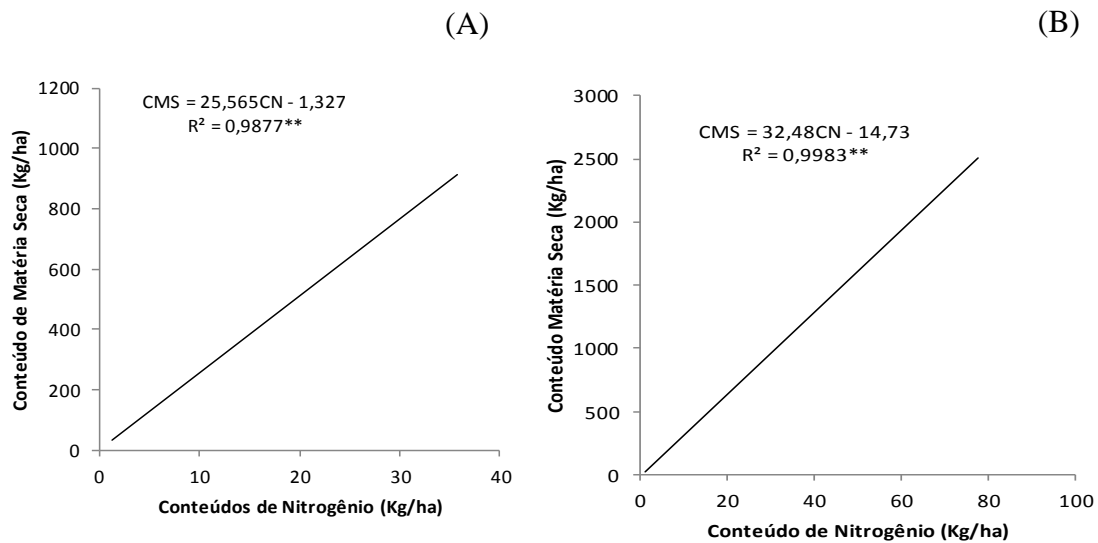 (A)
CMS = 25,565CN - 1,327
R² = 0,9877**
Conteúdo de Matéria Seca (Kg/ha)
1200
1000
800
600
400
200
0
0 10 20 30 40
Conteúdos de Nitrogênio (Kg/ha)
(B)
CMS = 32,48CN - 14,73
R² = 0,9983**
Conteúdo Matéria Seca (Kg/ha)
3000
2500
2000
1500
1000
500
0
0 20 40 60 80 100
Conteúdo de Nitrogênio (Kg/ha)